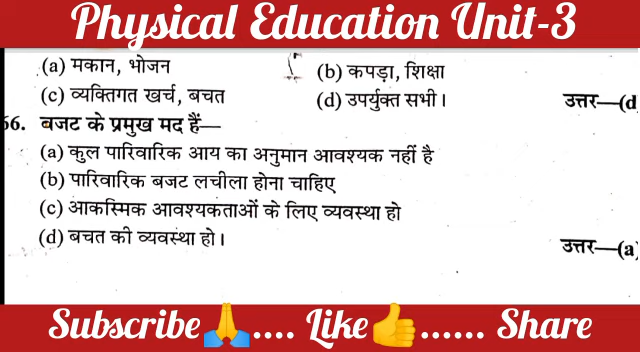 Physical Education Unit-3
(a) मकान, भोजन
(b) कपड़ा, शिक्षा
(c) व्यक्तिगत खर्च, बचत
(d) उपर्युक्त सभी।
उत्तर—(d
66. बजट के प्रमुख मद हैं—
(a) कुल पारिवारिक आय का अनुमान आवश्यक नहीं है
(b) पारिवारिक बजट लचीला होना चाहिए
(c) आकस्मिक आवश्यकताओं के लिए व्यवस्था हो
(d) बचत की व्यवस्था हो।
उत्तर—(a)
Subscribe🙏.... Like👍...... Share